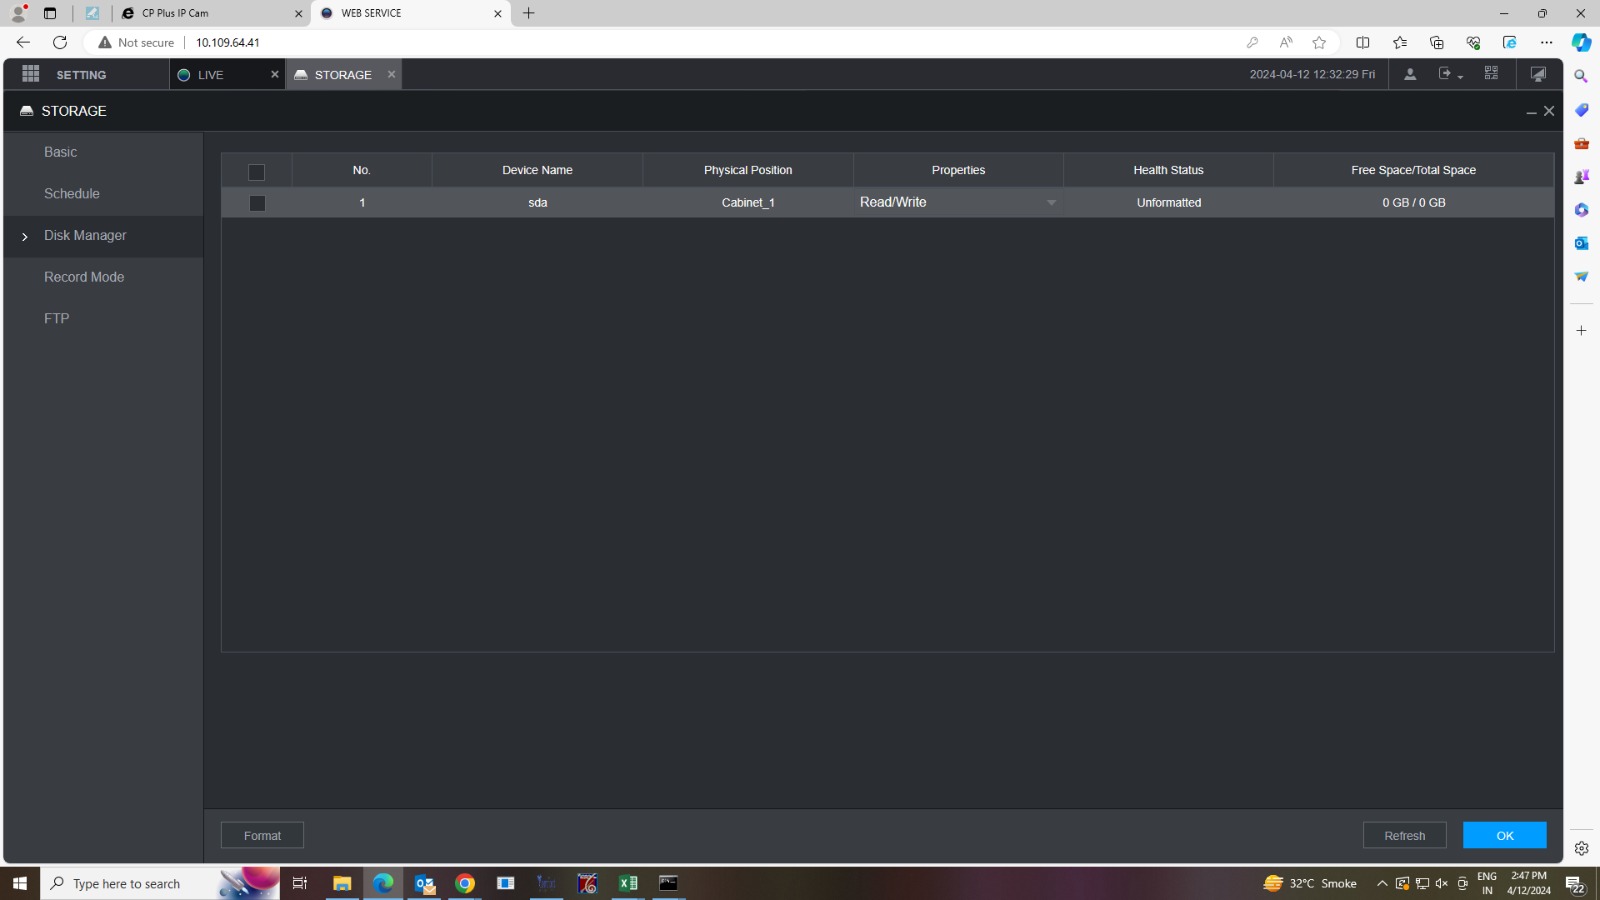 CP Plus IP Cam
WEB SERVICE
Not secure
10.109.64.41
SETTING
LIVE
STORAGE
2024-04-12 12:32:29 Fri
STORAGE
Basic
Schedule
Disk Manager
Record Mode
FTP
No.
Device Name
Physical Position
Properties
Health Status
Free Space/Total Space
1
sda
Cabinet_1
Read/Write
Unformatted
0 GB / 0 GB
Format
Refresh
OK
Type here to search
32°C Smoke
ENG
IN
2:47 PM
4/12/2024
22